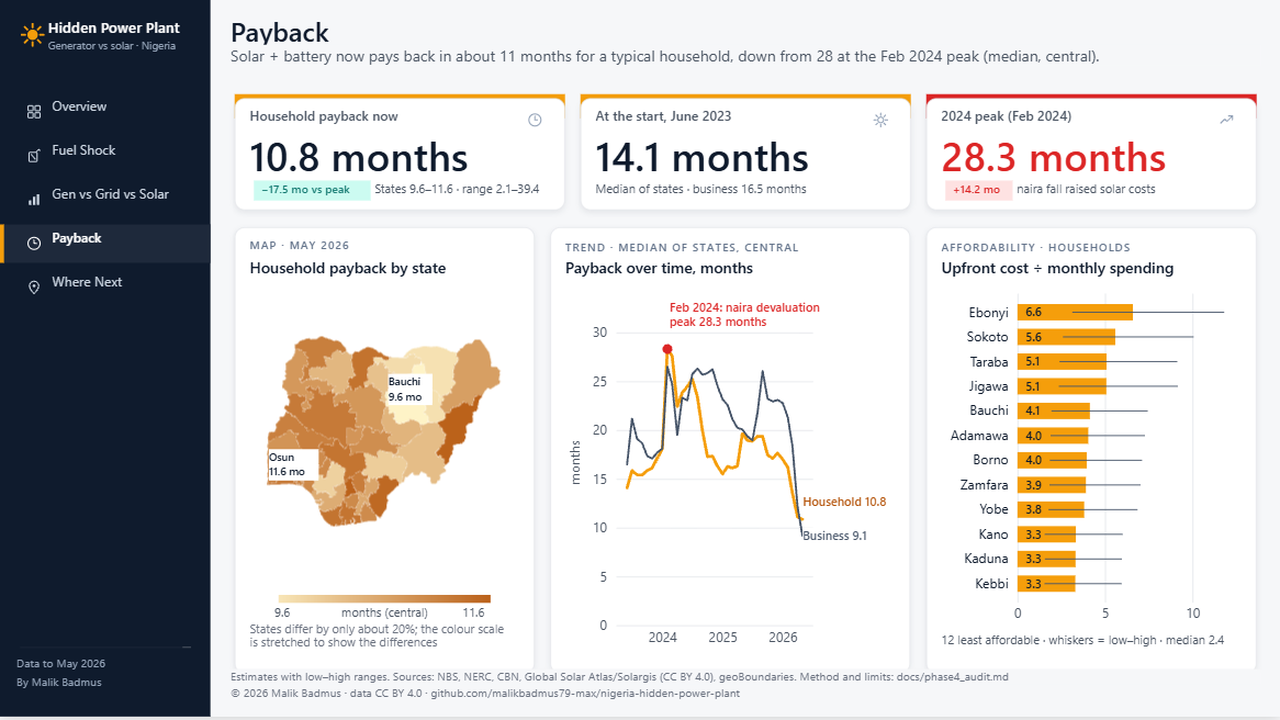 Hidden Power Plant
Generator vs solar · Nigeria
Overview
Fuel Shock
Gen vs Grid vs Solar
Payback
Where Next
Data to May 2026
By Malik Badmus
Payback
Solar + battery now pays back in about 11 months for a typical household, down from 28 at the Feb 2024 peak (median, central).
Household payback now
10.8 months
−17.5 mo vs peak States 9.6–11.6 · range 2.1–39.4
At the start, June 2023
14.1 months
Median of states · business 16.5 months
2024 peak (Feb 2024)
28.3 months
+14.2 mo naira fall raised solar costs
MAP · MAY 2026
Household payback by state
Bauchi
9.6 mo
Osun
11.6 mo
9.6 months (central) 11.6
States differ by only about 20%; the colour scale
is stretched to show the differences
TREND · MEDIAN OF STATES, CENTRAL
Payback over time, months
Feb 2024: naira devaluation
peak 28.3 months
months
30
25
20
15
10
5
0
Household 10.8
Business 9.1
2024 2025 2026
AFFORDABILITY · HOUSEHOLDS
Upfront cost ÷ monthly spending
Ebonyi 6.6
Sokoto 5.6
Taraba 5.1
Jigawa 5.1
Bauchi 4.1
Adamawa 4.0
Borno 4.0
Zamfara 3.9
Yobe 3.8
Kano 3.3
Kaduna 3.3
Kebbi 3.3
0 5 10
12 least affordable · whiskers = low–high · median 2.4
Estimates with low–high ranges. Sources: NBS, NERC, CBN, Global Solar Atlas/Solargis (CC BY 4.0), geoBoundaries. Method and limits: docs/phase4_audit.md
© 2026 Malik Badmus · data CC BY 4.0 · github.com/malikbadmus79-max/nigeria-hidden-power-plant